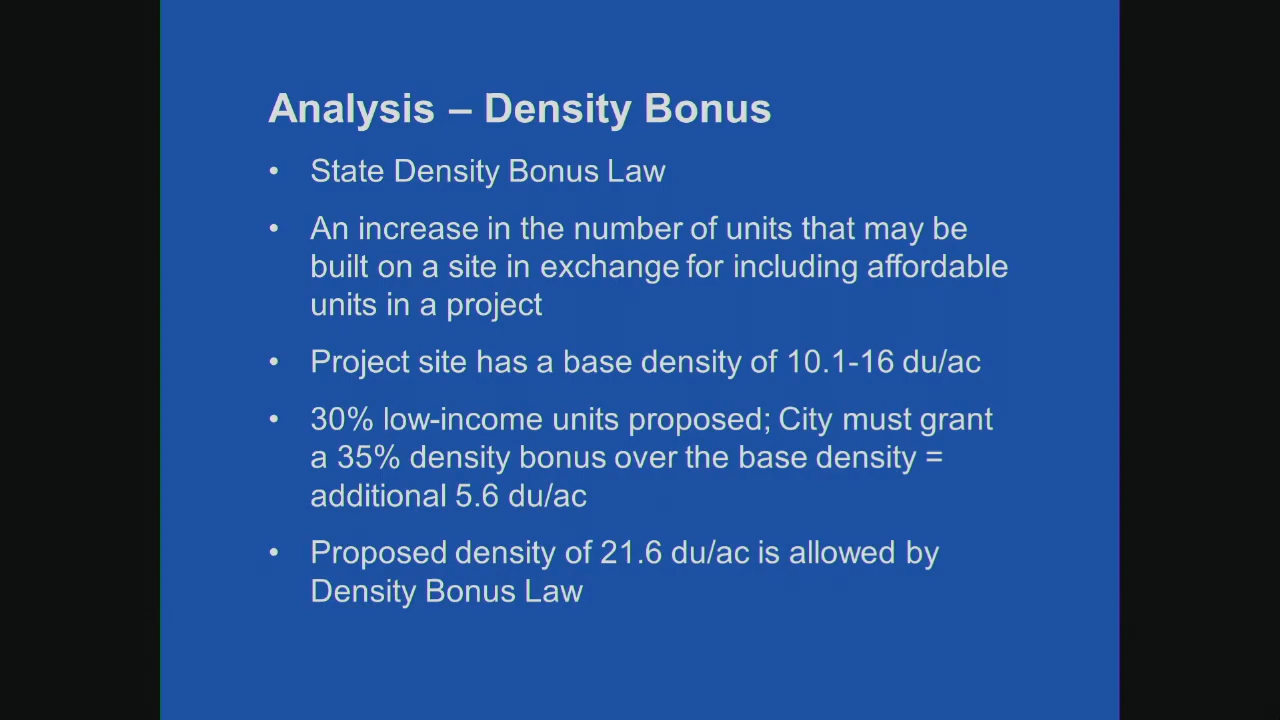 Analysis – Density Bonus
• State Density Bonus Law
• An increase in the number of units that may be
built on a site in exchange for including affordable
units in a project
• Project site has a base density of 10.1-16 du/ac
• 30% low-income units proposed; City must grant
a 35% density bonus over the base density =
additional 5.6 du/ac
• Proposed density of 21.6 du/ac is allowed by
Density Bonus Law